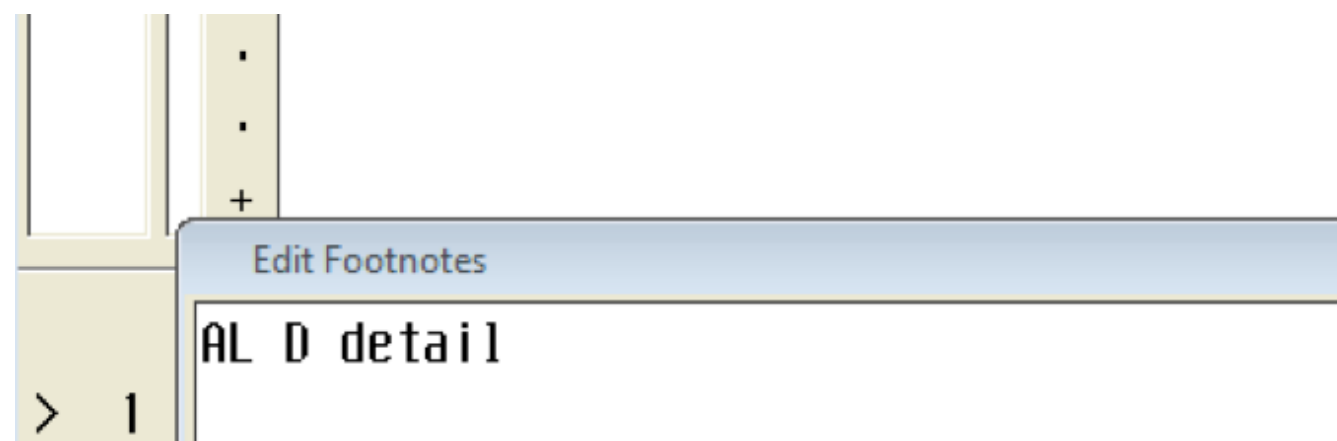 .
.
+
Edit Footnotes
AL D detail
> 1